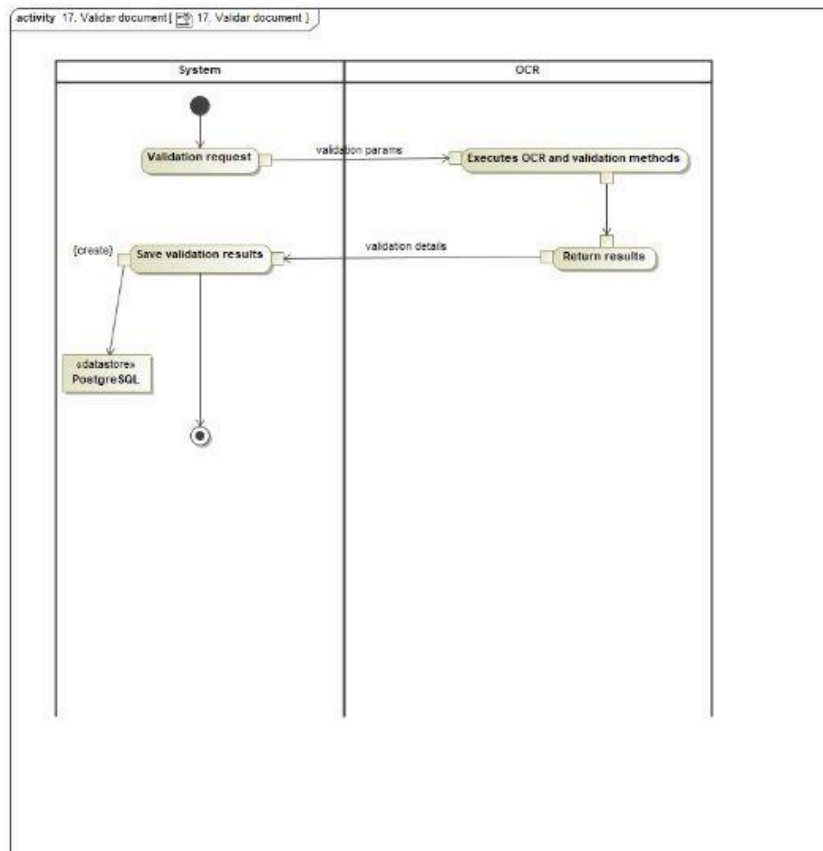 activity 17. Validar document [ 17. Validar document ]
System
OCR
Validation request
validation params
Executes OCR and validation methods
{create}
Save validation results
validation details
Return results
«datastore»
PostgreSQL